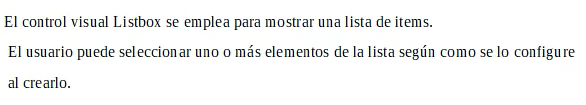 El control visual Listbox se emplea para mostrar una lista de items.
El usuario puede seleccionar uno o más elementos de la lista según como se lo configure
al crearlo.